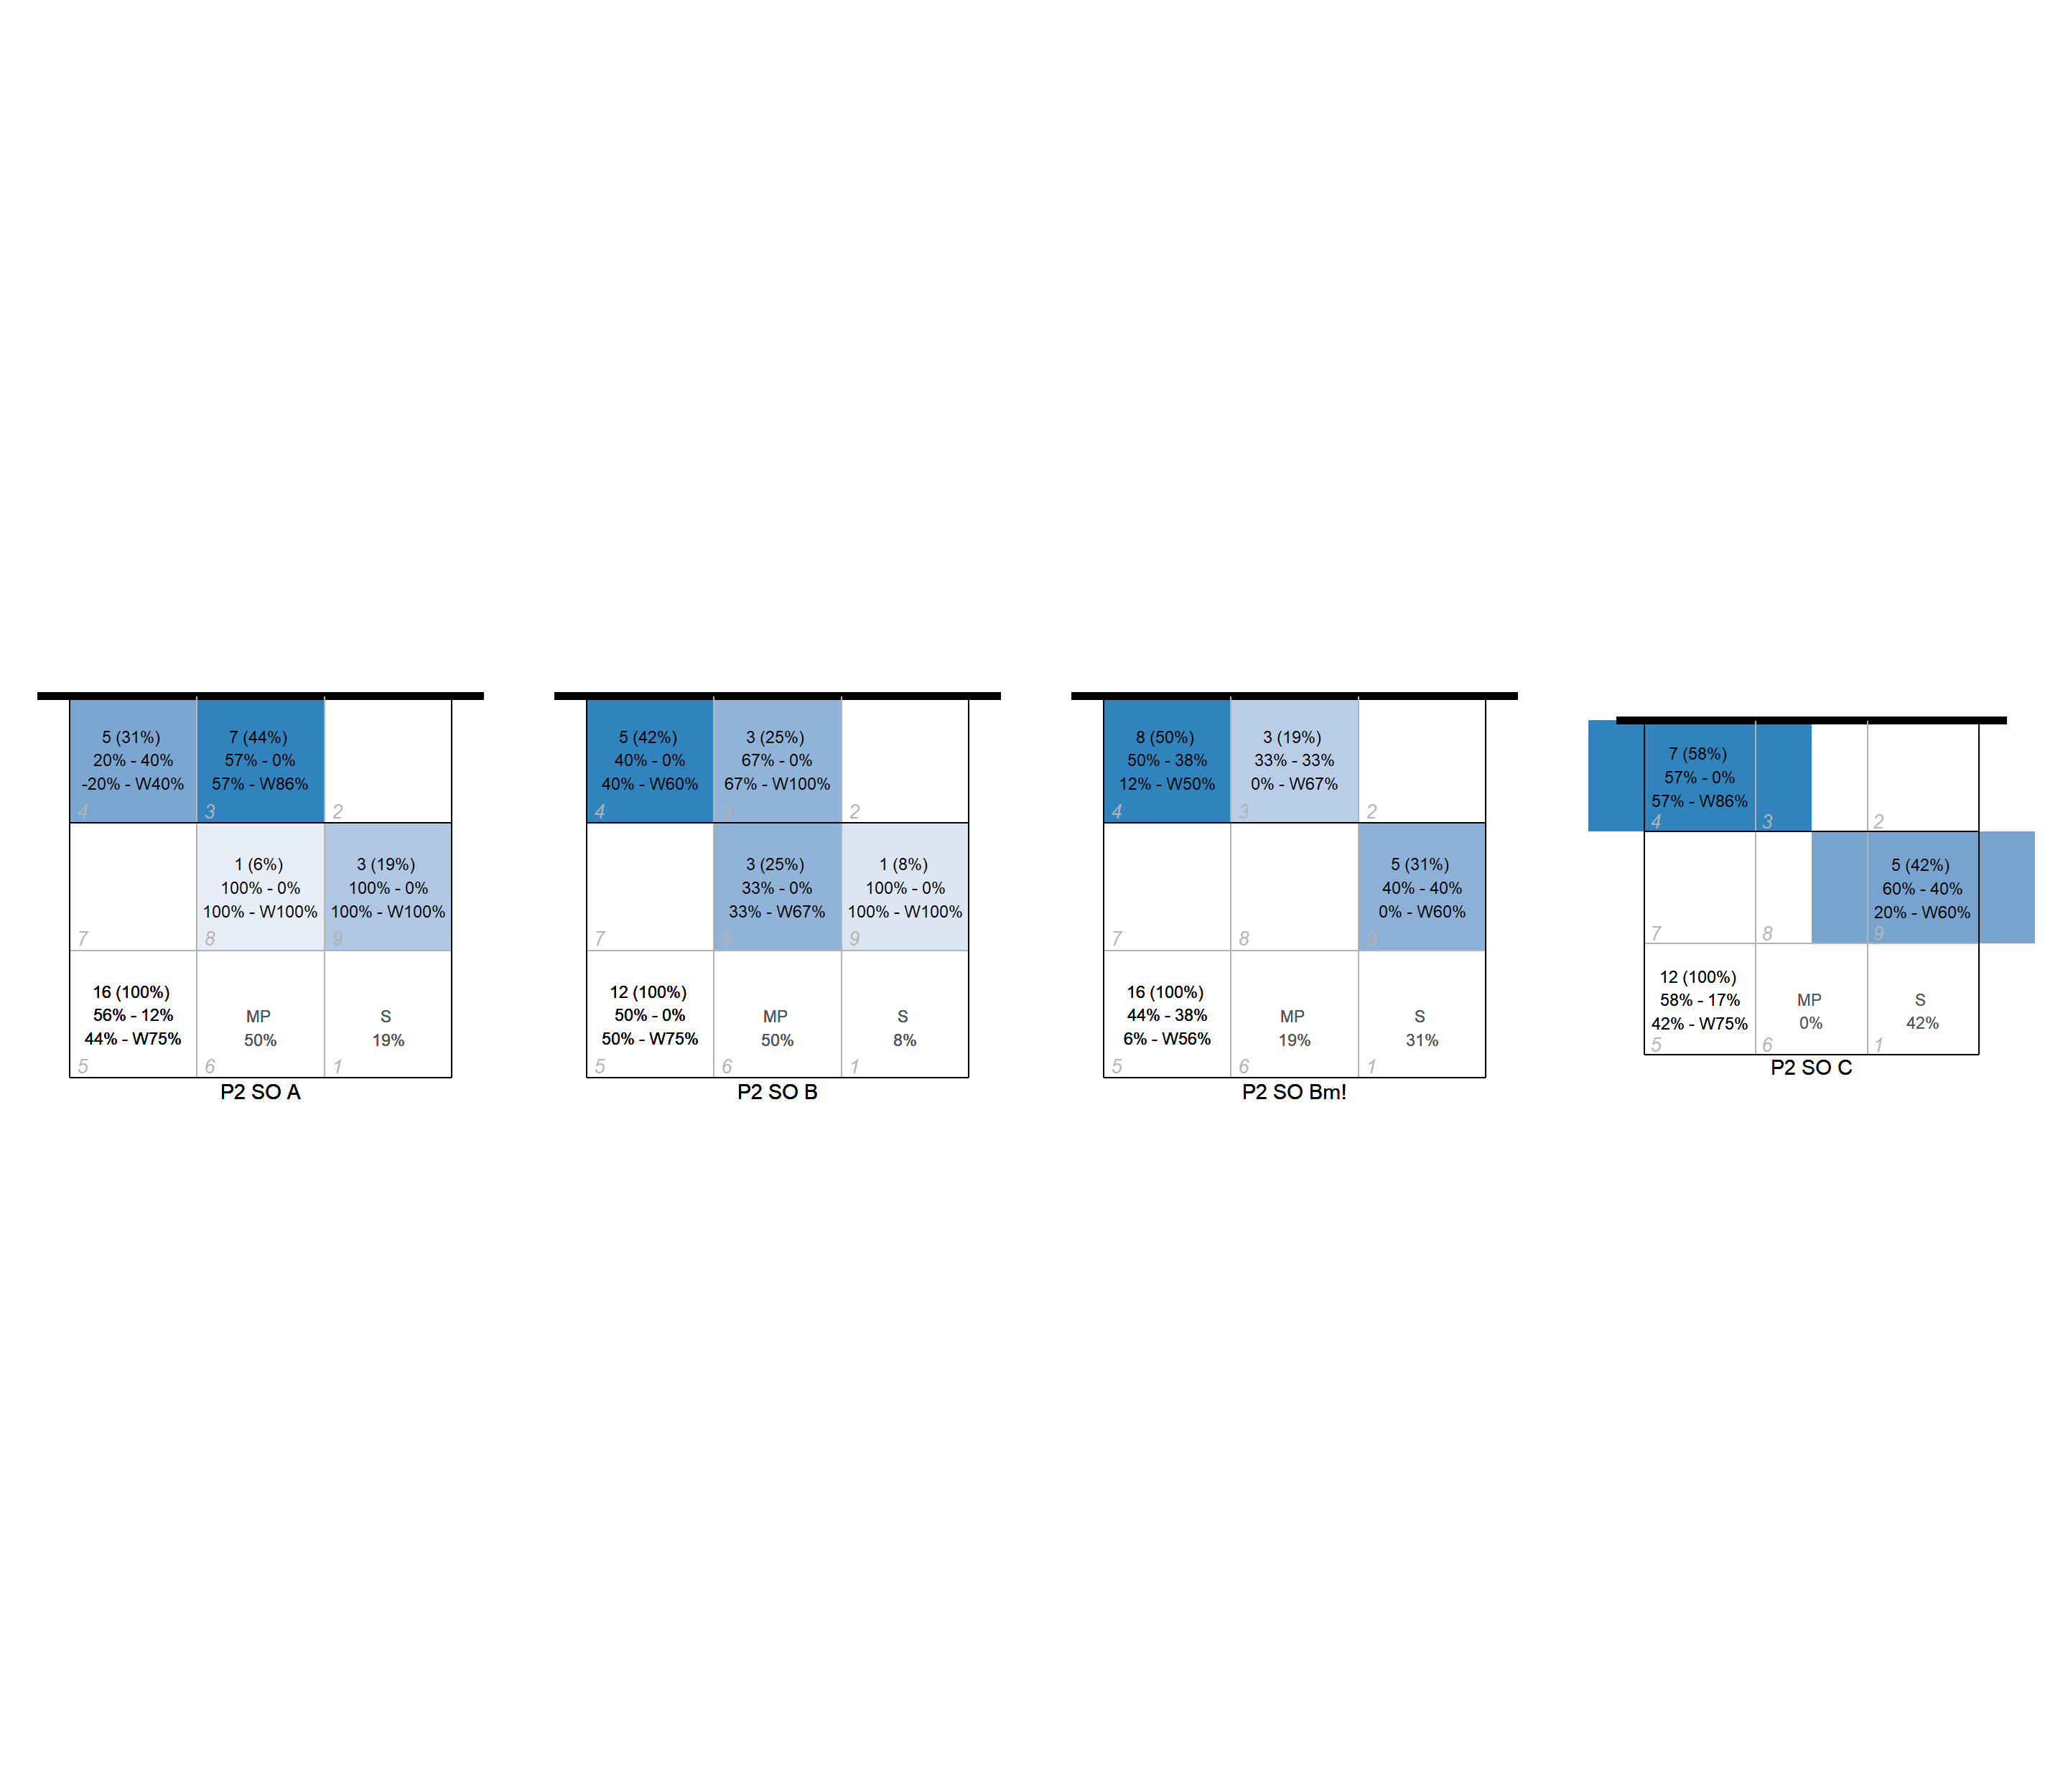 5 (31%)
20% - 40%
-20% - W40%
4
7 (44%)
57% - 0%
57% - W86%
3
2
7
1 (6%)
100% - 0%
100% - W100%
8
3 (19%)
100% - 0%
100% - W100%
9
16 (100%)
56% - 12%
44% - W75%
5
MP
50%
6
S
19%
1
P2 SO A
5 (42%)
40% - 0%
40% - W60%
4
3 (25%)
67% - 0%
67% - W100%
3
2
7
3 (25%)
33% - 0%
33% - W67%
8
1 (8%)
100% - 0%
100% - W100%
9
12 (100%)
50% - 0%
50% - W75%
5
MP
50%
6
S
8%
1
P2 SO B
8 (50%)
50% - 38%
12% - W50%
4
3 (19%)
33% - 33%
0% - W67%
3
2
7
8
5 (31%)
40% - 40%
0% - W60%
9
16 (100%)
44% - 38%
6% - W56%
5
MP
19%
6
S
31%
1
P2 SO Bm!
7 (58%)
57% - 0%
57% - W86%
4
3
2
7
8
5 (42%)
60% - 40%
20% - W60%
9
12 (100%)
58% - 17%
42% - W75%
5
MP
0%
6
S
42%
1
P2 SO C